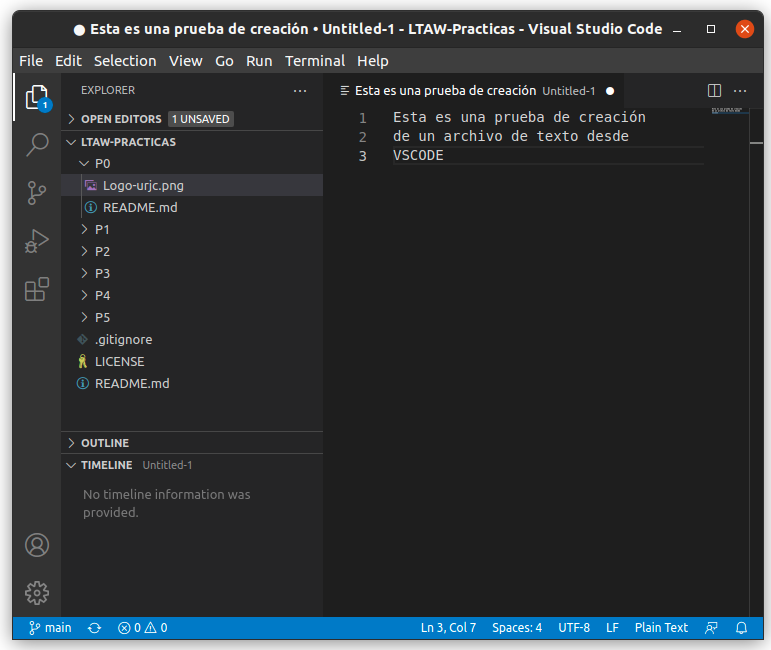 ● Esta es una prueba de creación • Untitled-1 - LTAW-Practicas - Visual Studio Code
File Edit Selection View Go Run Terminal Help
1
EXPLORER
OPEN EDITORS 1 UNSAVED
LTAW-PRACTICAS
P0
Logo-urjc.png
README.md
P1
P2
P3
P4
P5
.gitignore
LICENSE
README.md
OUTLINE
TIMELINE Untitled-1
No timeline information was
provided.
Esta es una prueba de creación Untitled-1 ●
1 Esta es una prueba de creación
2 de un archivo de texto desde
3 VSCODE
main 0 0 Ln 3, Col 7 Spaces: 4 UTF-8 LF Plain Text